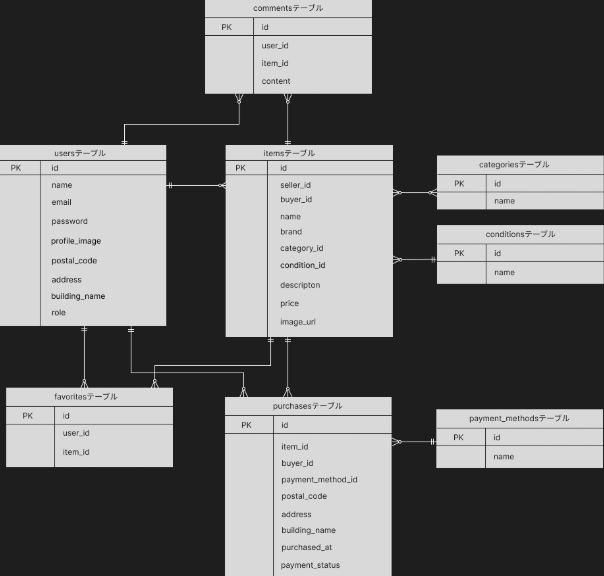 commentsテーブル
PK id
user_id
item_id
content
usersテーブル
PK id
name
email
password
profile_image
postal_code
address
building_name
role
itemsテーブル
PK id
seller_id
buyer_id
name
brand
category_id
condition_id
descripton
price
image_url
categoriesテーブル
PK id
name
conditionsテーブル
PK id
name
favoritesテーブル
PK id
user_id
item_id
purchasesテーブル
PK id
item_id
buyer_id
payment_method_id
postal_code
address
building_name
purchased_at
payment_status
payment_methodsテーブル
PK id
name